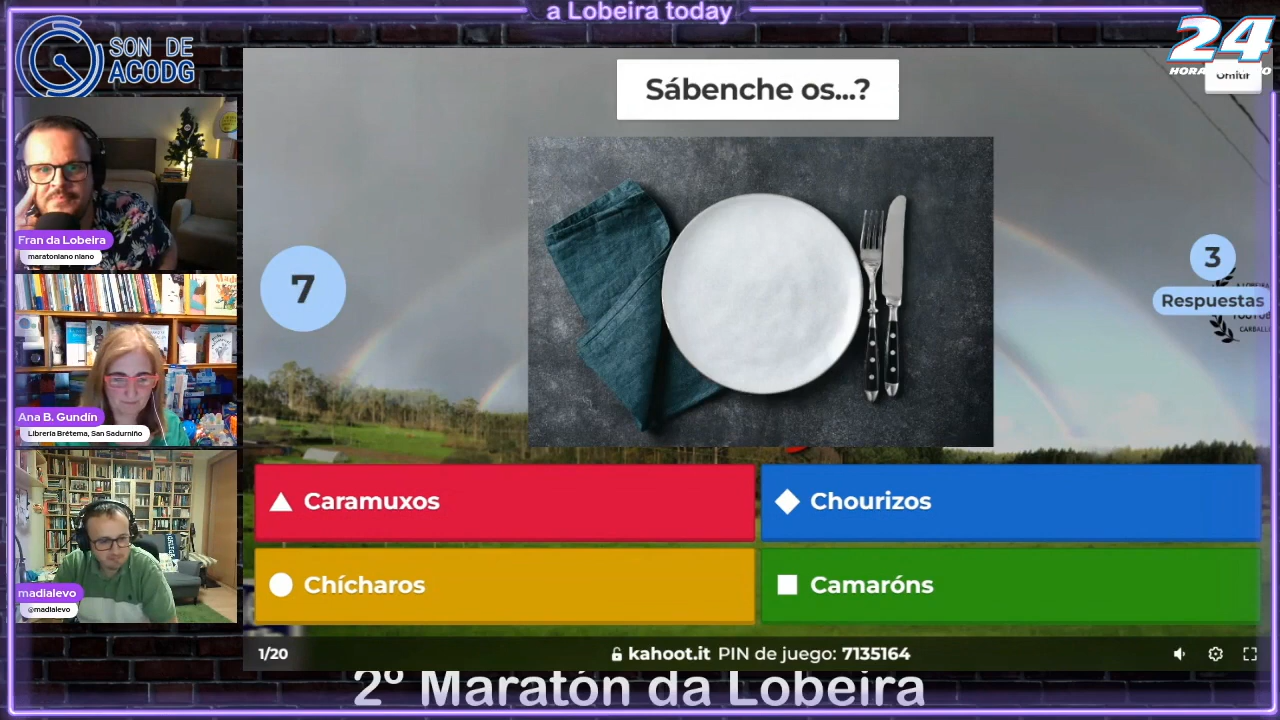 a Lobeira today
SON DE
ACODG
24
Omitir
Sábenche os...?
Fran da Lobeira
maratoniano niano
7
3
Respuestas
CARBALLE
Ana B. Gundín
Librería Brétema, San Sadurniño
Caramuxos
Chourizos
Chícharos
Camaróns
madialevo
@madialevo
1/20
kahoot.it PIN de juego: 7135164
2º Maratón da Lobeira